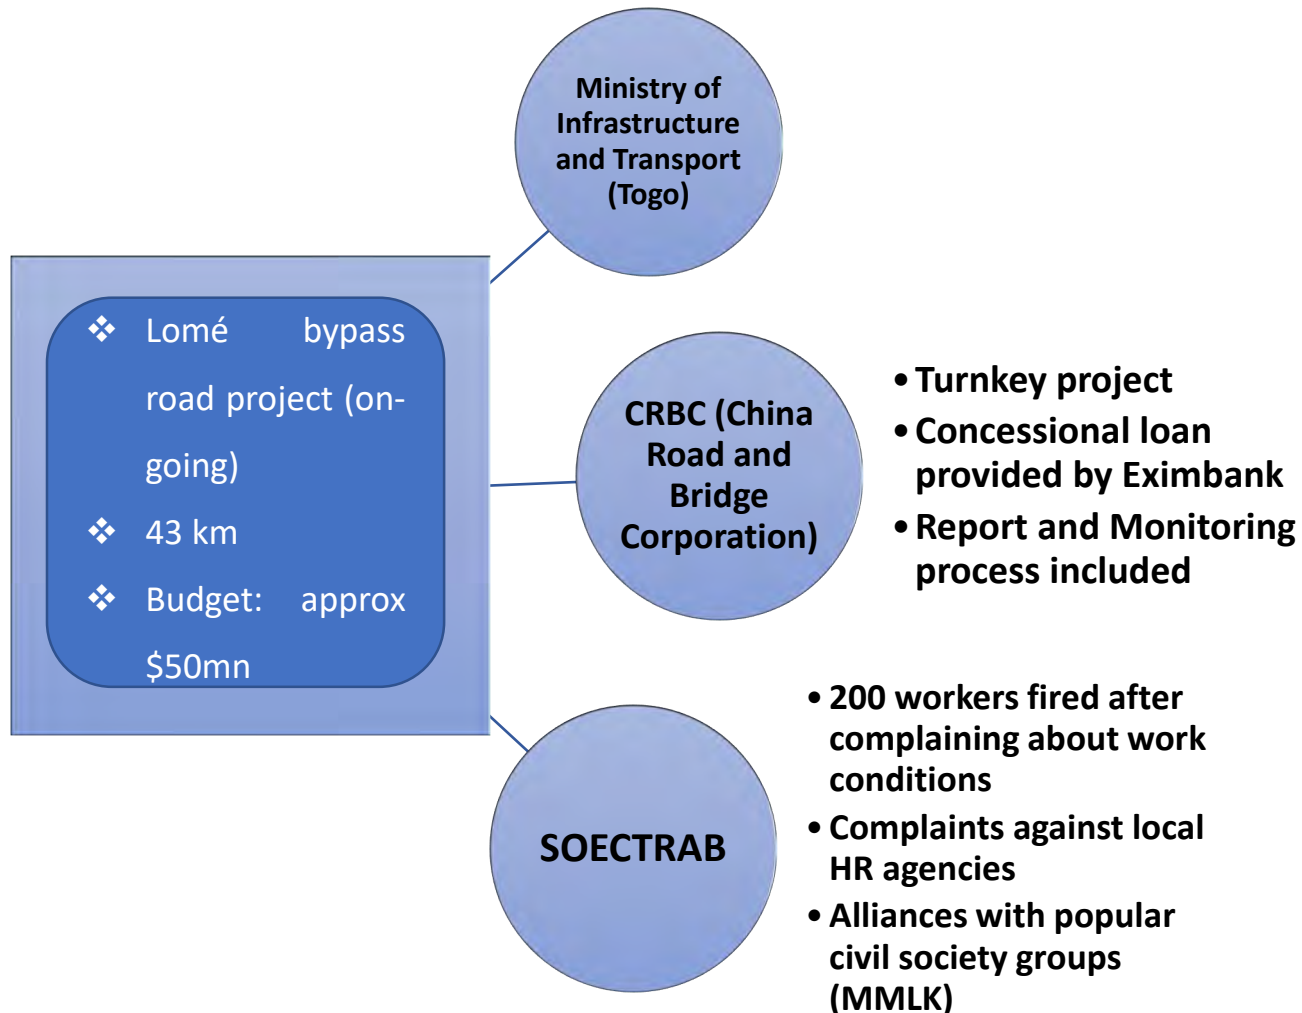 Ministry of
Infrastructure
and Transport
(Togo)
❖ Lomé bypass
road project (on-
going)
❖ 43 km
❖ Budget: approx
$50mn
CRBC (China
Road and
Bridge
Corporation)
• Turnkey project
• Concessional loan
provided by Eximbank
• Report and Monitoring
process included
SOECTRAB
• 200 workers fired after
complaining about work
conditions
• Complaints against local
HR agencies
• Alliances with popular
civil society groups
(MMLK)